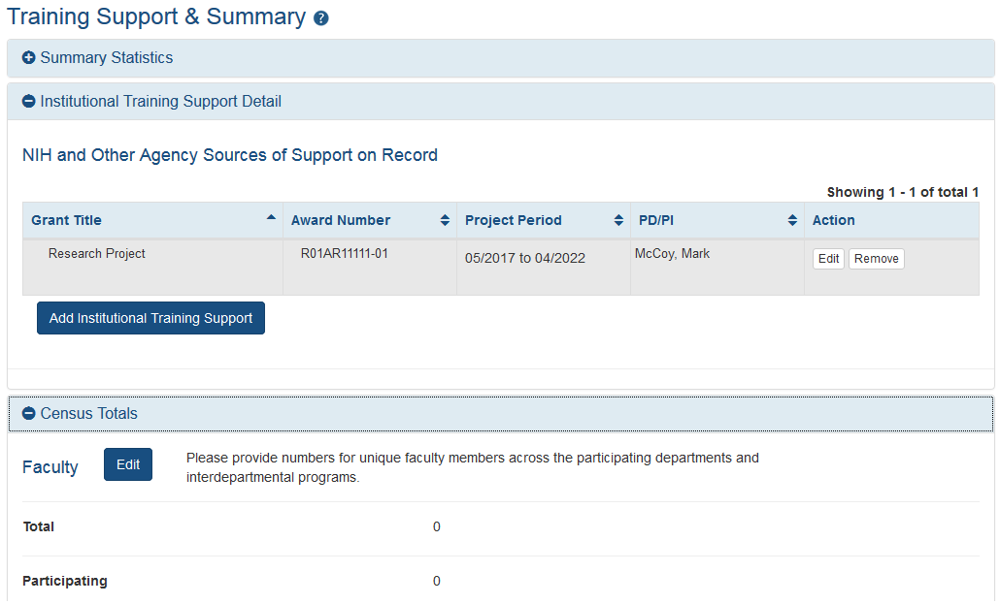 Training Support & Summary ?
Summary Statistics
Institutional Training Support Detail
NIH and Other Agency Sources of Support on Record
Showing 1 - 1 of total 1
Grant Title Award Number Project Period PD/PI Action
Research Project R01AR11111-01 05/2017 to 04/2022 McCoy, Mark Edit Remove
Add Institutional Training Support
Census Totals
Faculty Edit Please provide numbers for unique faculty members across the participating departments and
interdepartmental programs.
Total 0
Participating 0